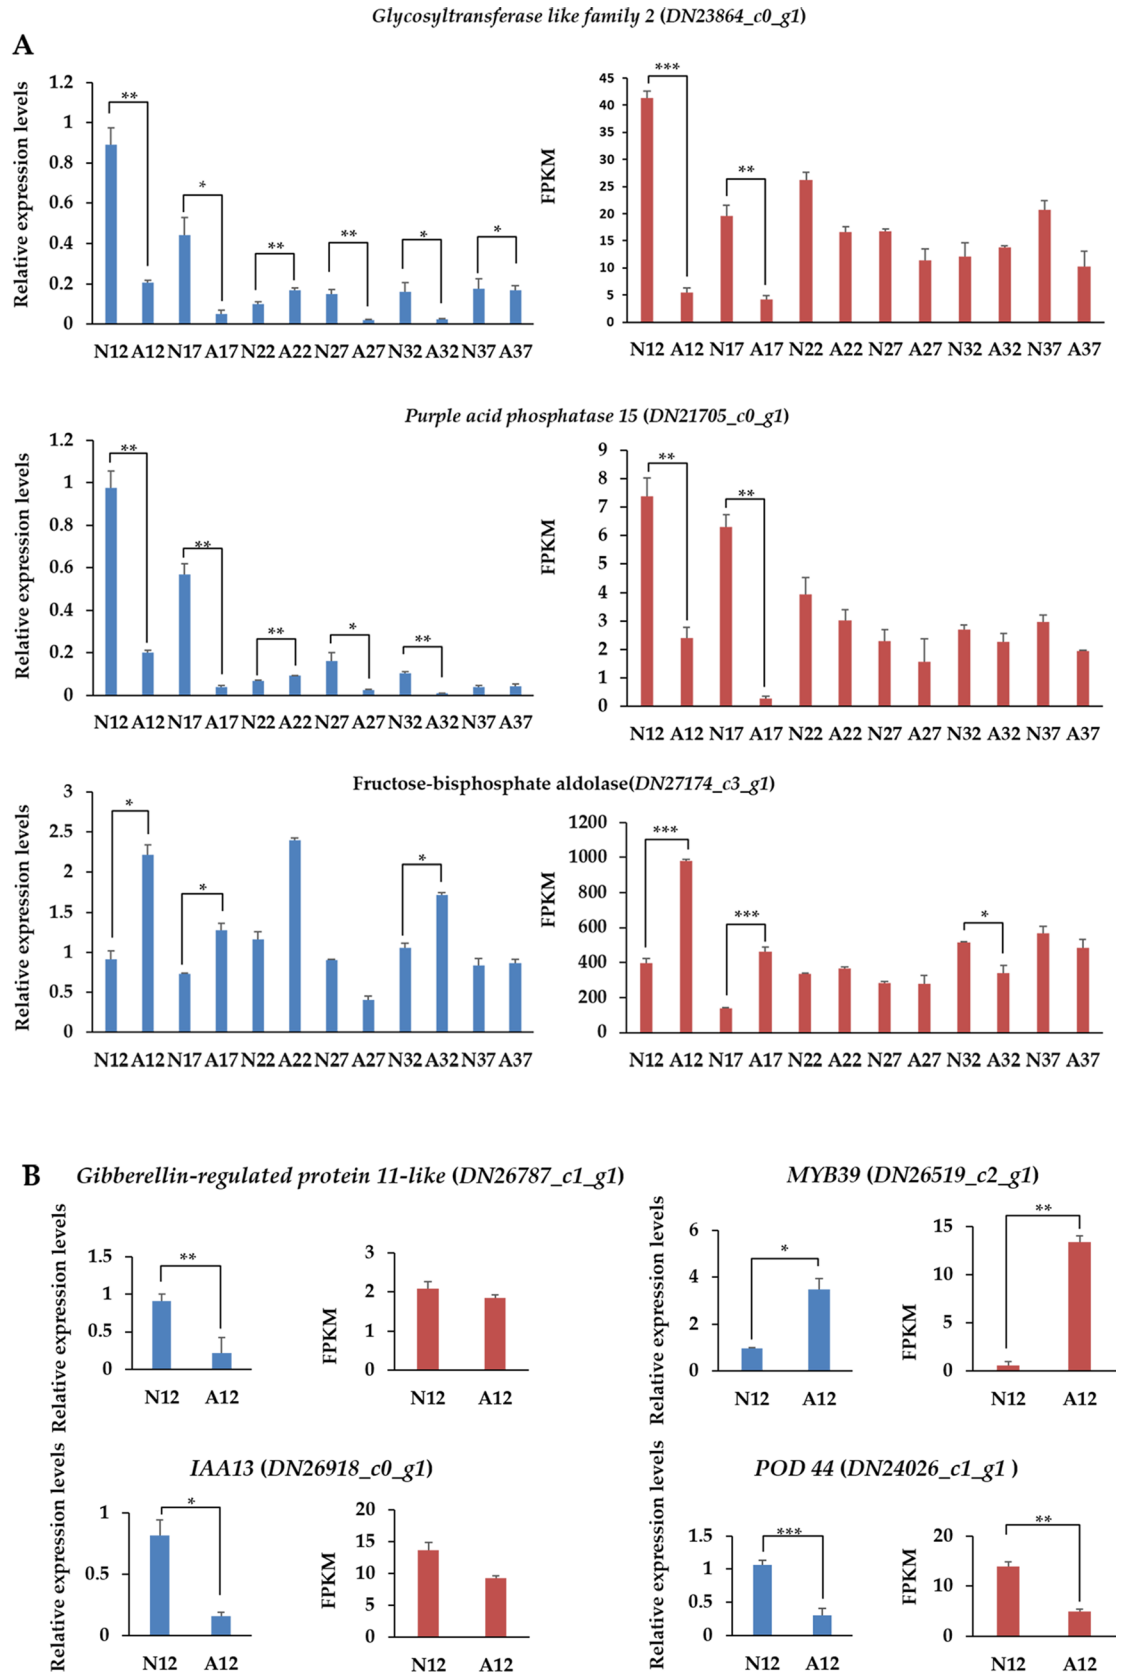 Glycosyltransferase like family 2 (DN23864_c0_g1)
A
Relative expression levels
1.2
1
0.8
0.6
0.4
0.2
0
** * ** ** * *
N12 A12 N17 A17 N22 A22 N27 A27 N32 A32 N37 A37
FPKM
45
40
35
30
25
20
15
10
5
0
*** **
N12 A12 N17 A17 N22 A22 N27 A27 N32 A32 N37 A37
Purple acid phosphatase 15 (DN21705_c0_g1)
Relative expression levels
1.2
1
0.8
0.6
0.4
0.2
0
** ** ** * **
N12 A12 N17 A17 N22 A22 N27 A27 N32 A32 N37 A37
FPKM
9
8
7
6
5
4
3
2
1
0
** **
N12 A12 N17 A17 N22 A22 N27 A27 N32 A32 N37 A37
Fructose-bisphosphate aldolase(DN27174_c3_g1)
Relative expression levels
3
2.5
2
1.5
1
0.5
0
* * *
N12 A12 N17 A17 N22 A22 N27 A27 N32 A32 N37 A37
FPKM
1200
1000
800
600
400
200
0
*** *** *
N12 A12 N17 A17 N22 A22 N27 A27 N32 A32 N37 A37
B
Gibberellin-regulated protein 11-like (DN26787_c1_g1)
Relative expression levels
1.5
1
0.5
0
**
N12 A12
FPKM
3
2
1
0
N12 A12
MYB39 (DN26519_c2_g1)
Relative expression levels
6
4
2
0
*
N12 A12
FPKM
15
10
5
0
**
N12 A12
IAA13 (DN26918_c0_g1)
Relative expression levels
1
0.5
0
*
N12 A12
FPKM
20
15
10
5
0
N12 A12
POD 44 (DN24026_c1_g1 )
Relative expression levels
1.5
1
0.5
0
***
N12 A12
FPKM
20
10
0
**
N12 A12